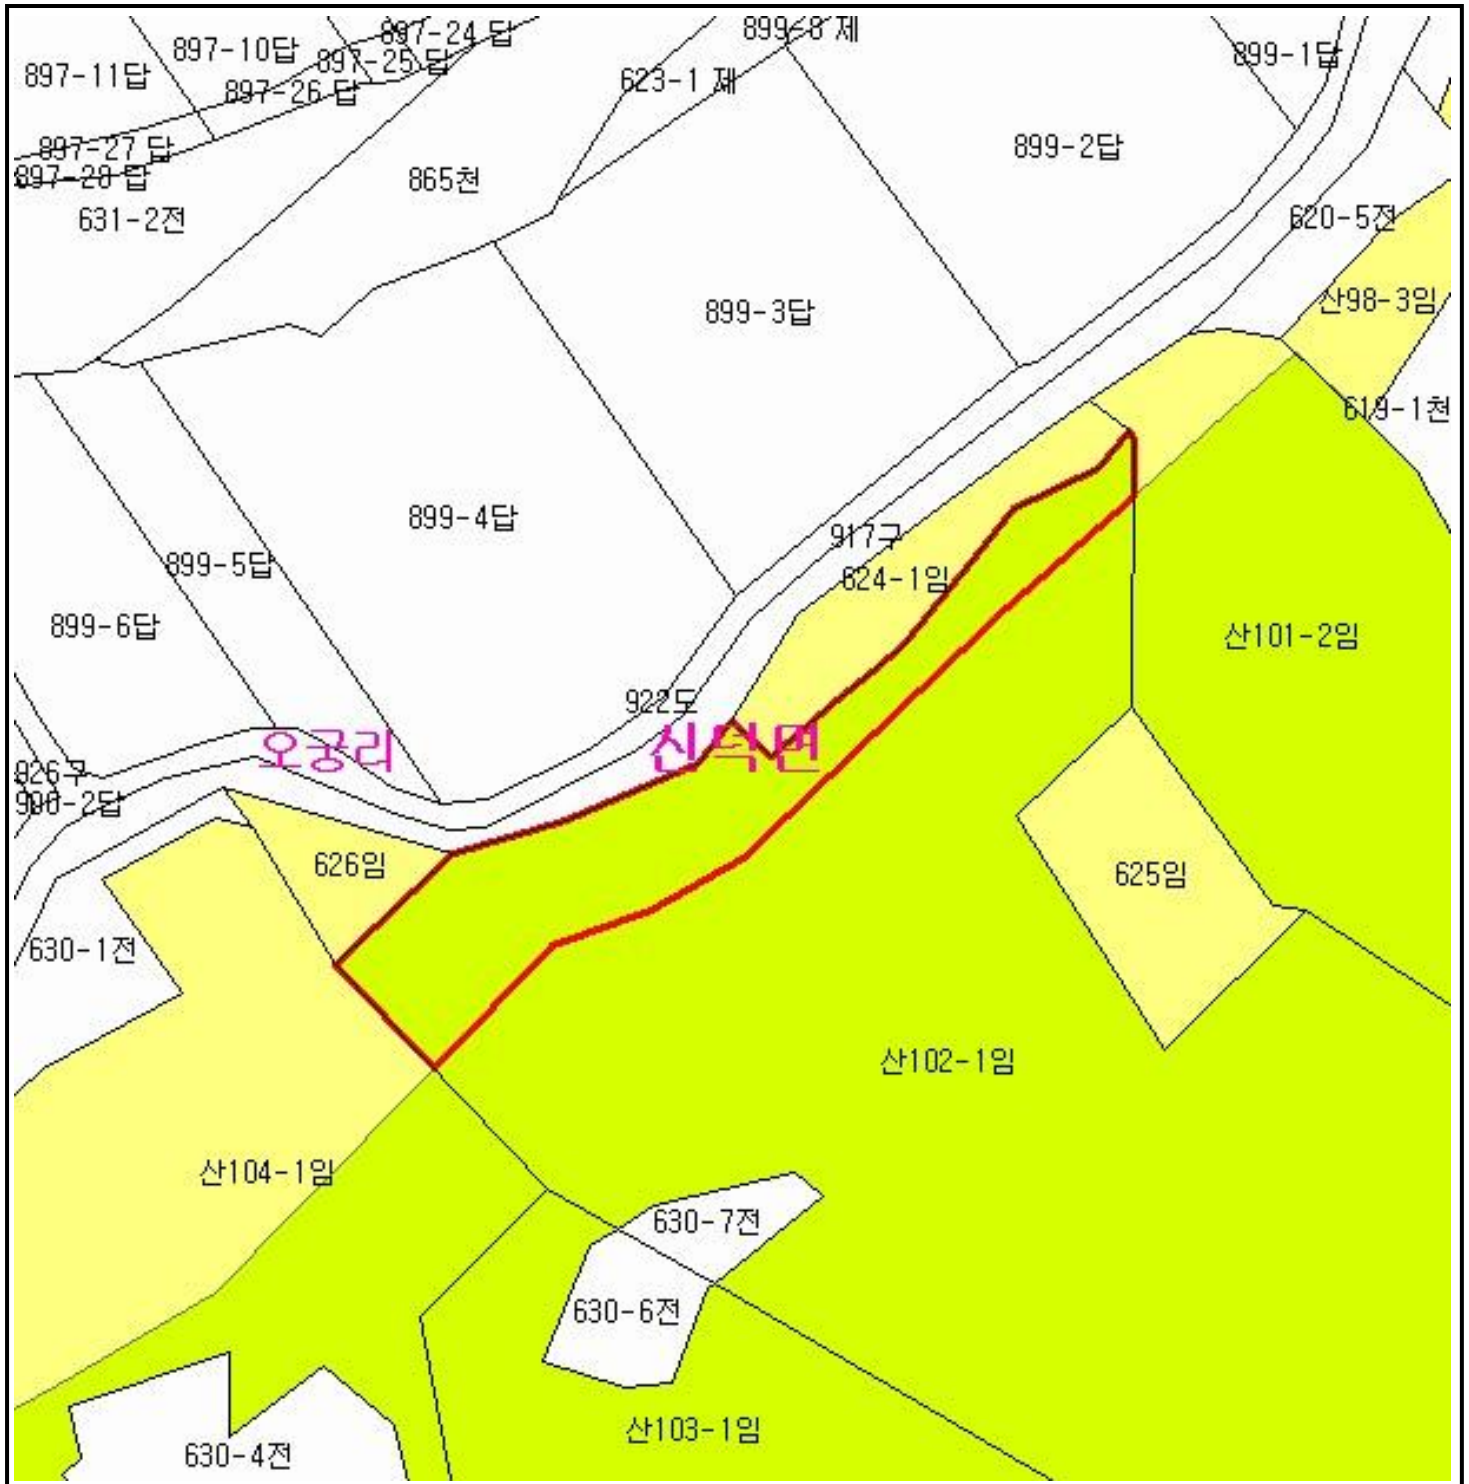 897-24 답
899-8 제
897-10답
897-25 답
899-1답
897-11답
623-1 제
897-26 답
897-27 답
899-2답
897-28 답
865천
631-2전
620-5전
899-3답
산98-3임
619-1천
899-4답
917구
899-5답
624-1임
899-6답
산101-2임
922도
오궁리
신덕면
926구
900-2답
626임
625임
630-1전
산102-1임
산104-1임
630-7전
630-6전
산103-1임
630-4전